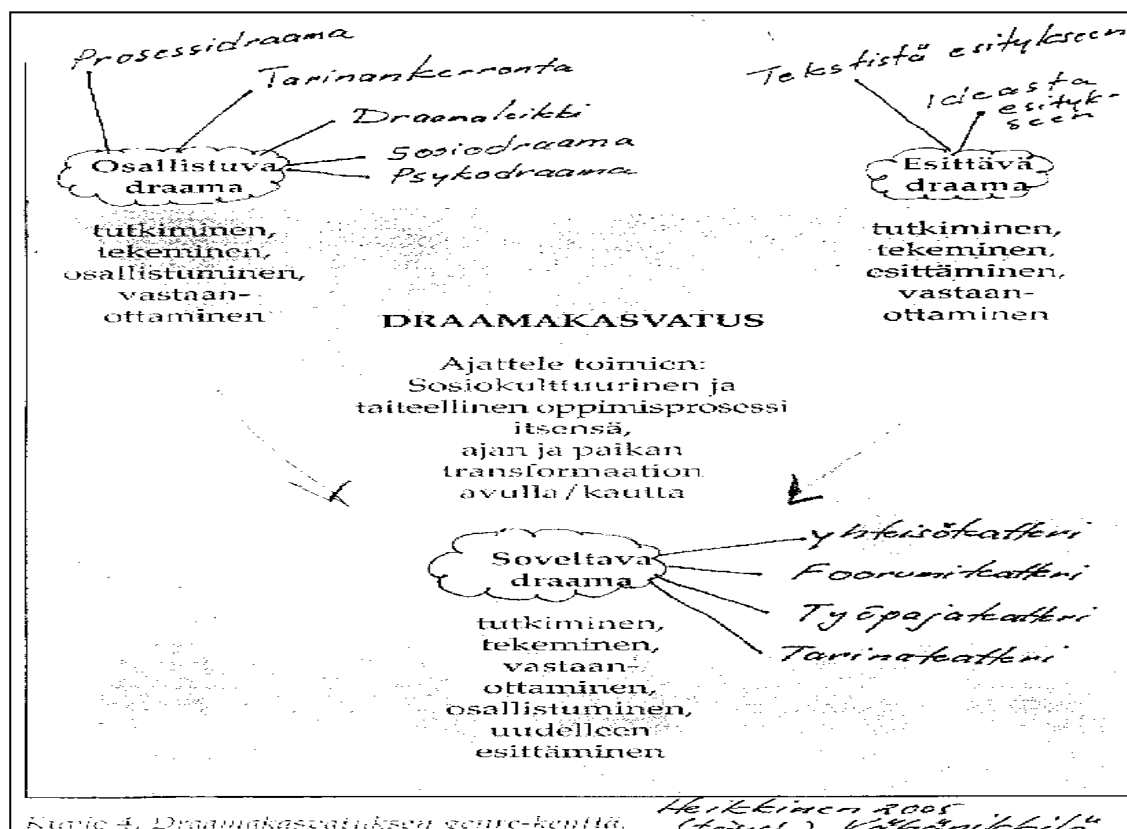 Prosessidraama
Tarinankerronta
Draamaleikki
Sosiodraama
Psykodraama
Osallistuva
draama
tutkiminen,
tekeminen,
osallistuminen,
vastaan-
ottaminen
Tekstistä esitykseen
Ideasta
esityk-
seen
Esittävä
draama
tutkiminen,
tekeminen,
esittäminen,
vastaan-
ottaminen
DRAAMAKASVATUS
Ajattele toimien:
Sosiokulttuurinen ja
taiteellinen oppimisprosessi
itsensä,
ajan ja paikan
transformaation
avulla/kautta
Soveltava
draama
Yhteisöteatteri
Foorumiteatteri
Työpajateatteri
Tarinateatteri
tutkiminen,
tekeminen,
vastaan-
ottaminen,
osallistuminen,
uudelleen
esittäminen
Kuvio 4. Draamakasvatuksen genre-kenttä.
Heikkinen 2005